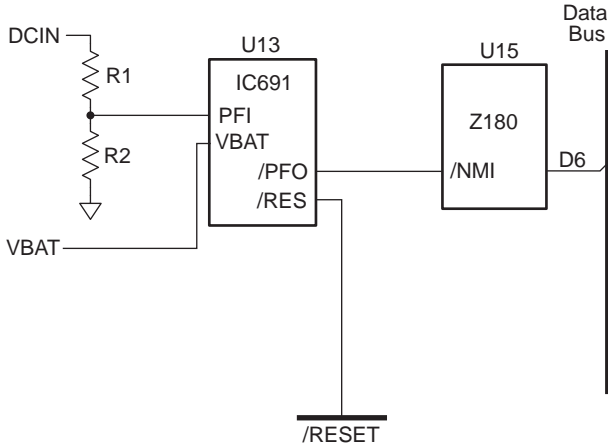 Data
Bus
DCIN
U13
U15
R1
IC691
Z180
PFI
VBAT
R2
/PFO
/NMI
D6
/RES
VBAT
/RESET